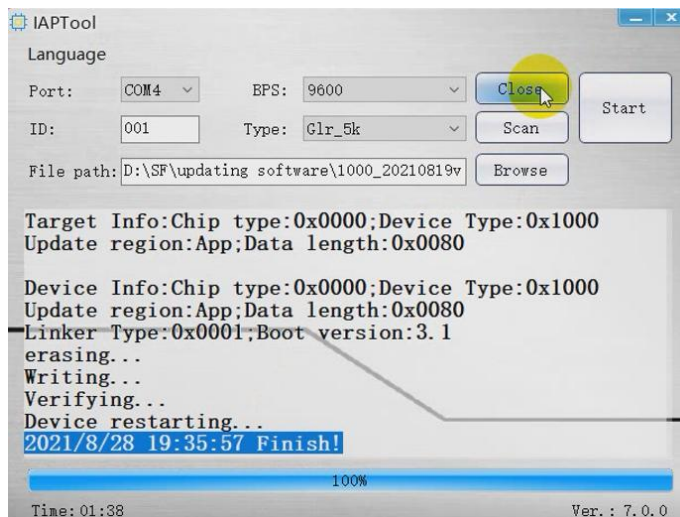 IAPTool
Language
Port: COM4 BPS: 9600 Close
Start
ID: 001 Type: Glr_5k Scan
File path: D:\SF\updating software\1000_20210819v Browse
Target Info:Chip type:0x0000;Device Type:0x1000
Update region:App;Data length:0x0080
Device Info:Chip type:0x0000;Device Type:0x1000
Update region:App;Data length:0x0080
Linker Type:0x0001;Boot version:3.1
erasing...
Writing...
Verifying...
Device restarting...
2021/8/28 19:35:57 Finish!
100%
Time:01:38 Ver.: 7.0.0